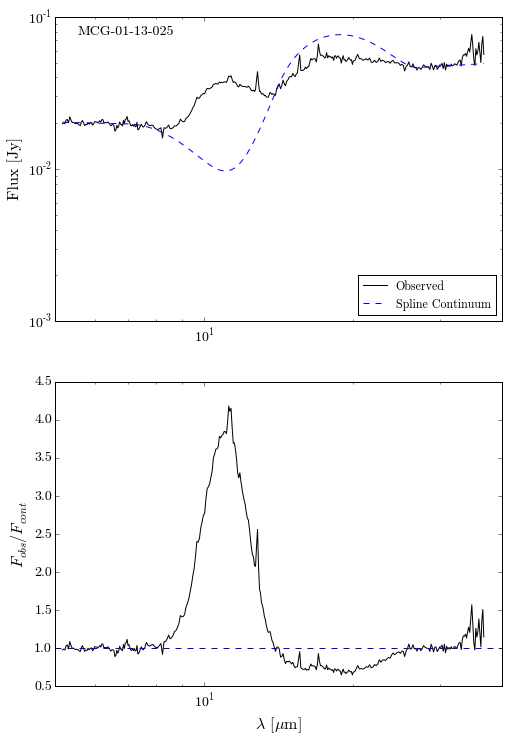 MCG-01-13-025
10⁻¹
10⁻²
10⁻³
Flux [Jy]
Observed
Spline Continuum
10¹
4.5
4.0
3.5
3.0
2.5
2.0
1.5
1.0
0.5
F_obs/F_cont
10¹
λ [μm]